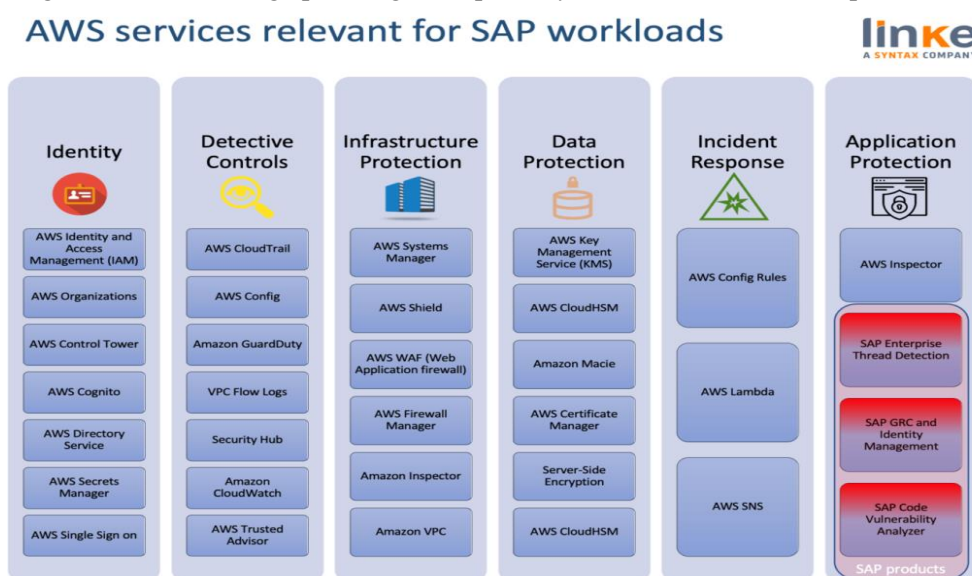 AWS services relevant for SAP workloads
linke
A SYNTAX COMPANY
Identity
AWS Identity and
Access
Management (IAM)
AWS Organizations
AWS Control Tower
AWS Cognito
AWS Directory
Service
AWS Secrets
Manager
AWS Single Sign on
Detective
Controls
AWS CloudTrail
AWS Config
Amazon GuardDuty
VPC Flow Logs
Security Hub
Amazon
CloudWatch
AWS Trusted
Advisor
Infrastructure
Protection
AWS Systems
Manager
AWS Shield
AWS WAF (Web
Application firewall)
AWS Firewall
Manager
Amazon Inspector
Amazon VPC
Data
Protection
AWS Key
Management
Service (KMS)
AWS CloudHSM
Amazon Macie
AWS Certificate
Manager
Server-Side
Encryption
AWS CloudHSM
Incident
Response
AWS Config Rules
AWS Lambda
AWS SNS
Application
Protection
AWS Inspector
SAP Enterprise
Thread Detection
SAP GRC and
Identity
Management
SAP Code
Vulnerability
Analyzer
SAP products